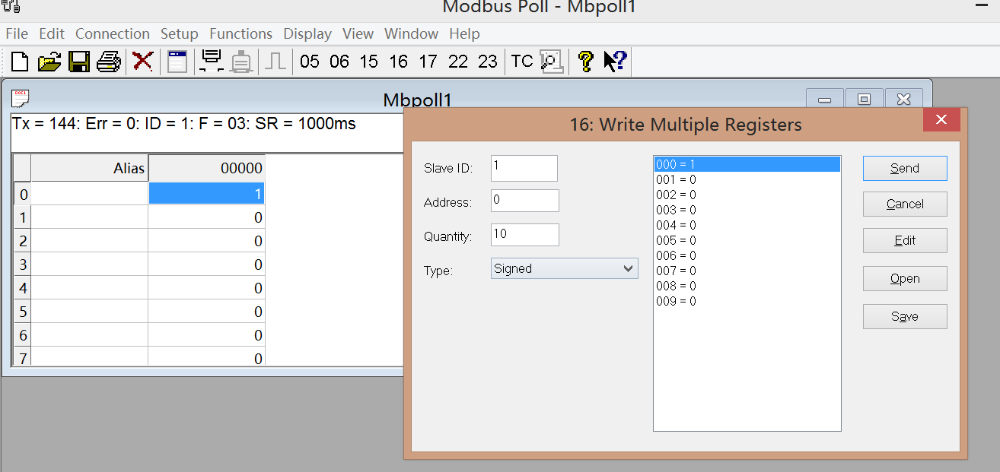 Modbus Poll - Mbpoll1
File Edit Connection Setup Functions Display View Window Help
05 06 15 16 17 22 23 TC
Mbpoll1
Tx = 144: Err = 0: ID = 1: F = 03: SR = 1000ms
Alias 00000
0 1
1 0
2 0
3 0
4 0
5 0
6 0
7 0
16: Write Multiple Registers
Slave ID: 1
Address: 0
Quantity: 10
Type: Signed
000 = 1
001 = 0
002 = 0
003 = 0
004 = 0
005 = 0
006 = 0
007 = 0
008 = 0
009 = 0
Send
Cancel
Edit
Open
Save